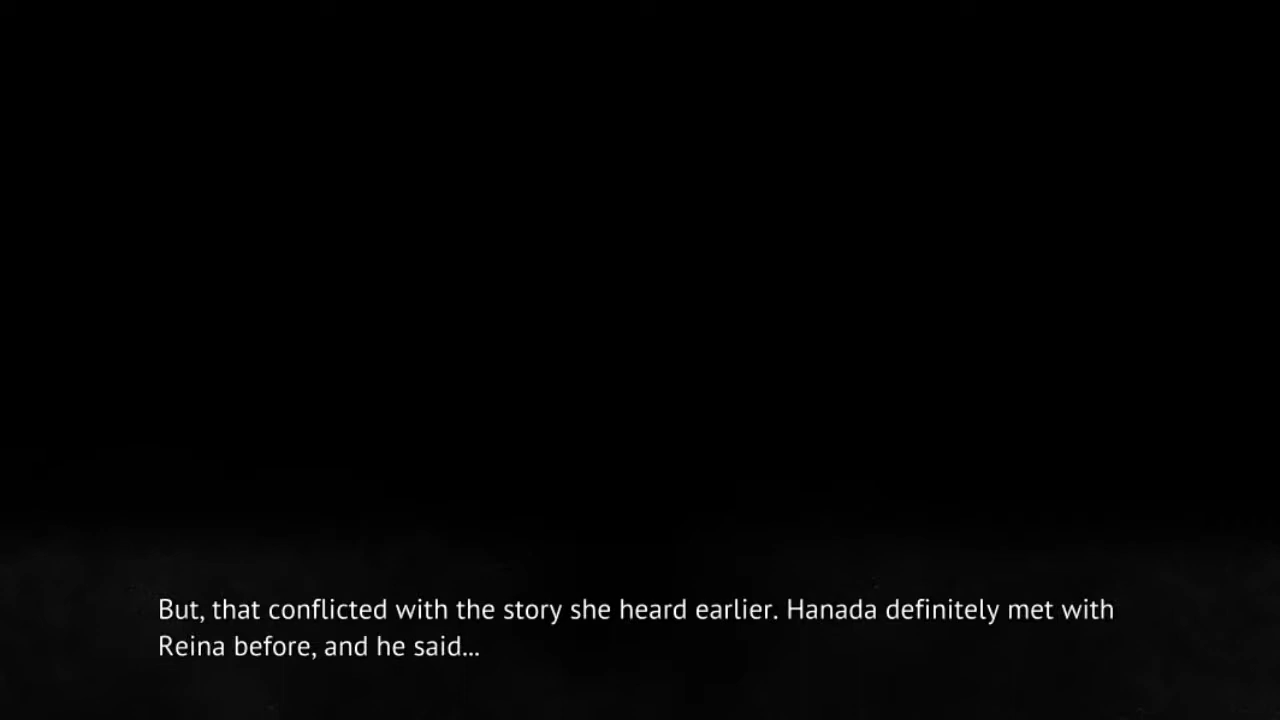 But, that conflicted with the story she heard earlier. Hanada definitely met with
Reina before, and he said...